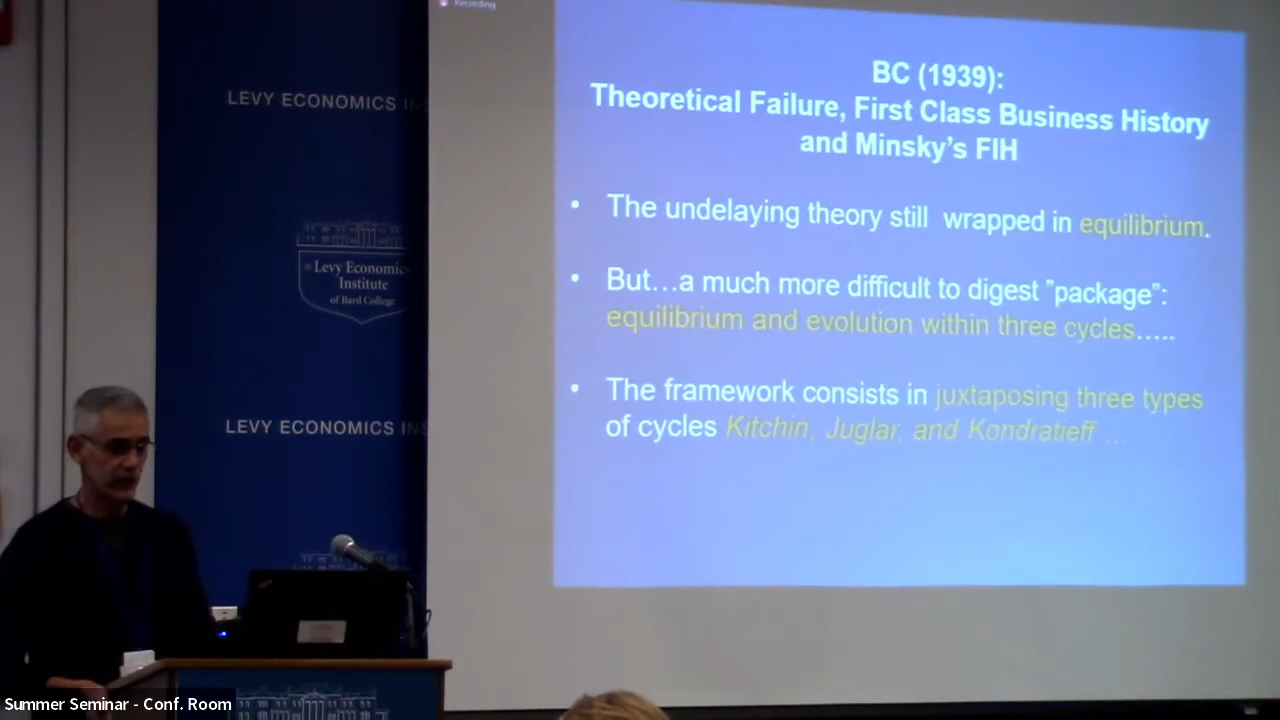 Recording
LEVY ECONOMICS IN
Levy Economics
Institute
of Bard College
LEVY ECONOMICS IN
BC (1939):
Theoretical Failure, First Class Business History
and Minsky's FIH
• The undelaying theory still wrapped in equilibrium.
• But…a much more difficult to digest "package":
equilibrium and evolution within three cycles…..
• The framework consists in juxtaposing three types
of cycles Kitchin, Juglar, and Kondratieff …
Summer Seminar - Conf. Room